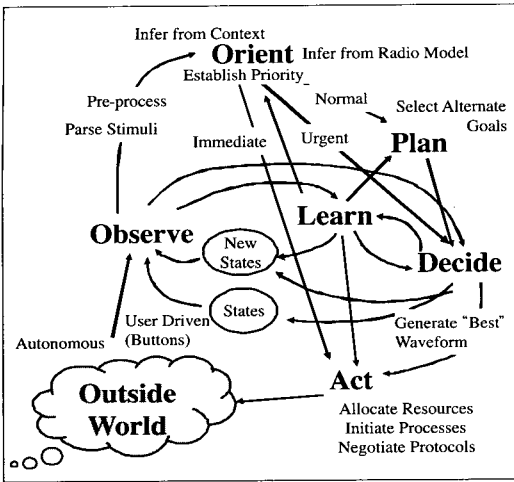 Infer from Context
Orient
Infer from Radio Model
Establish Priority
Pre-process
Normal
Select Alternate
Goals
Parse Stimuli
Immediate
Urgent
Plan
Learn
Observe
New
States
Decide
States
User Driven
(Buttons)
Generate "Best"
Waveform
Autonomous
Outside
World
Act
Allocate Resources
Initiate Processes
Negotiate Protocols